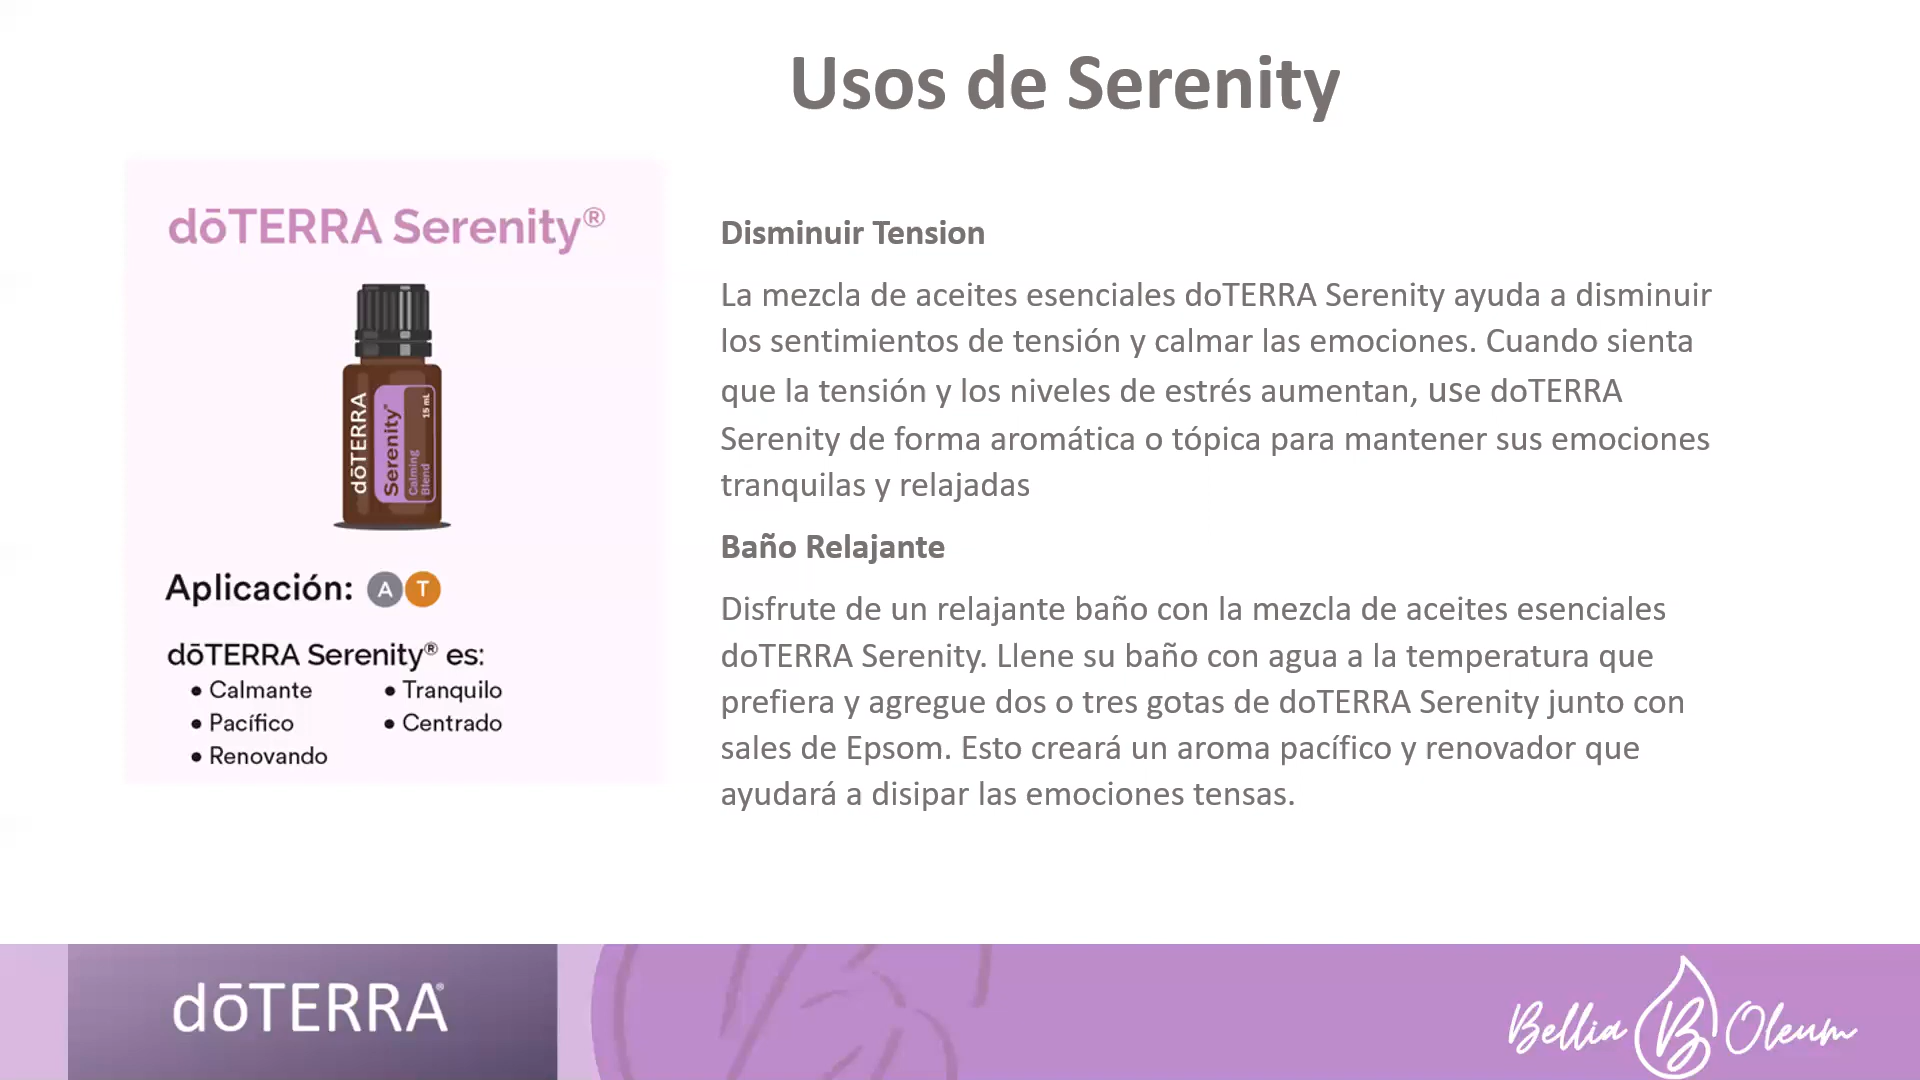 Usos de Serenity
dōTERRA Serenity®
dōTERRA
Serenity®
Calming
Blend
15 mL
Aplicación: A T
dōTERRA Serenity® es:
• Calmante
• Pacífico
• Renovando
• Tranquilo
• Centrado
Disminuir Tension
La mezcla de aceites esenciales doTERRA Serenity ayuda a disminuir
los sentimientos de tensión y calmar las emociones. Cuando sienta
que la tensión y los niveles de estrés aumentan, use doTERRA
Serenity de forma aromática o tópica para mantener sus emociones
tranquilas y relajadas
Baño Relajante
Disfrute de un relajante baño con la mezcla de aceites esenciales
doTERRA Serenity. Llene su baño con agua a la temperatura que
prefiera y agregue dos o tres gotas de doTERRA Serenity junto con
sales de Epsom. Esto creará un aroma pacífico y renovador que
ayudará a disipar las emociones tensas.
dōTERRA®
Bellia B Oleum